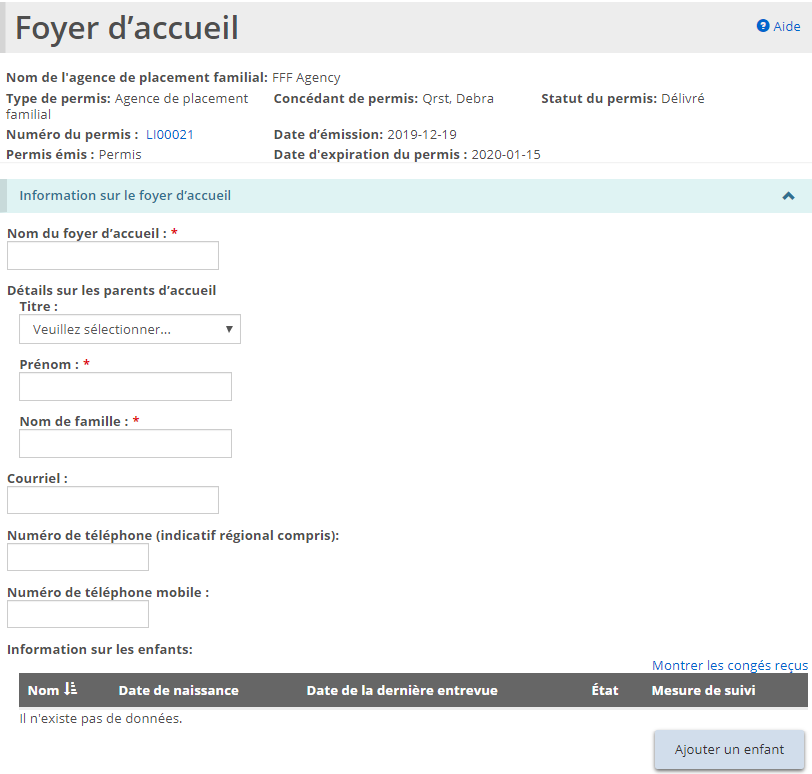 Foyer d’accueil
Aide
Nom de l'agence de placement familial: FFF Agency
Type de permis: Agence de placement familial
Concédant de permis: Qrst, Debra
Statut du permis: Délivré
Numéro du permis : LI00021
Date d’émission: 2019-12-19
Permis émis : Permis
Date d'expiration du permis : 2020-01-15
Information sur le foyer d’accueil
Nom du foyer d’accueil : *
Détails sur les parents d’accueil
Titre :
Veuillez sélectionner...
Prénom : *
Nom de famille : *
Courriel :
Numéro de téléphone (indicatif régional compris):
Numéro de téléphone mobile :
Information sur les enfants:
Montrer les congés reçus
Nom Date de naissance Date de la dernière entrevue État Mesure de suivi
Il n'existe pas de données.
Ajouter un enfant